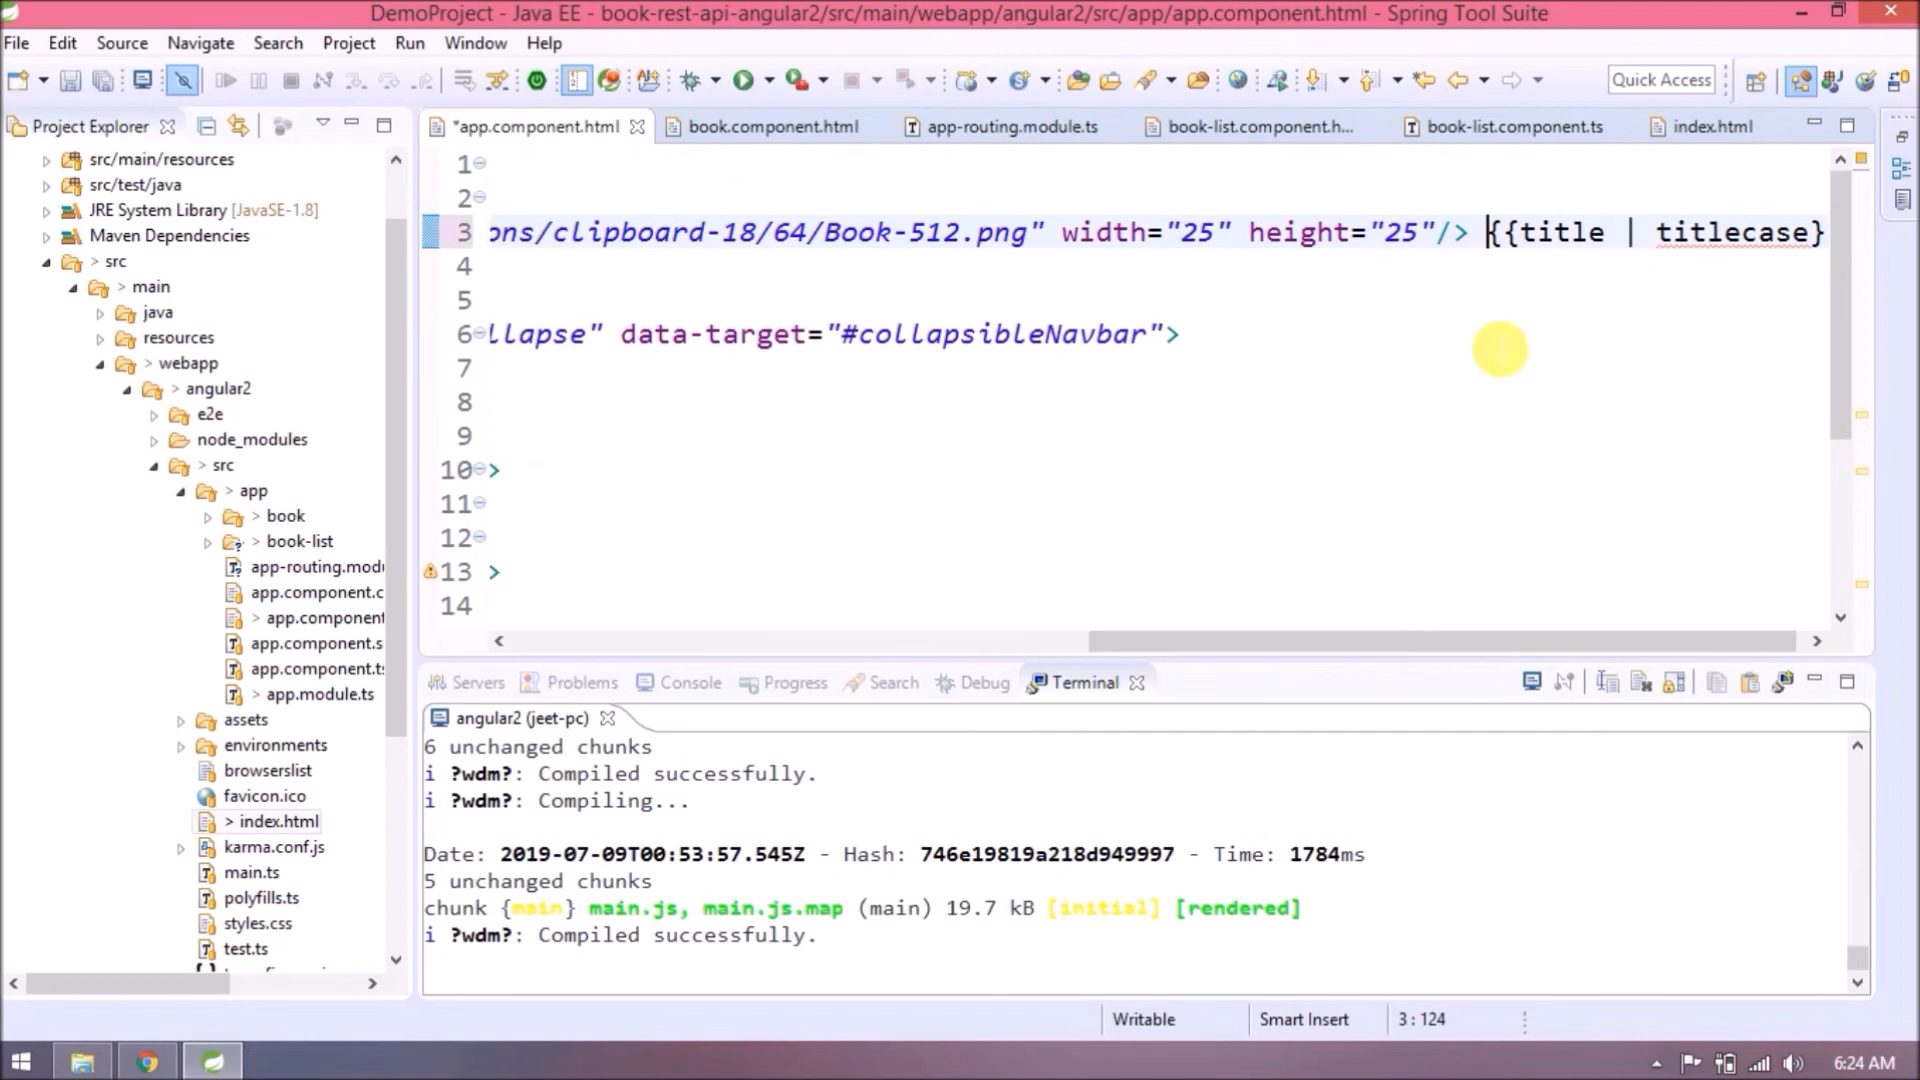 DemoProject - Java EE - book-rest-api-angular2/src/main/webapp/angular2/src/app/app.component.html - Spring Tool Suite
File Edit Source Navigate Search Project Run Window Help
Quick Access
Project Explorer
*app.component.html book.component.html app-routing.module.ts book-list.component.h... book-list.component.ts index.html
src/main/resources
src/test/java
JRE System Library [JavaSE-1.8]
Maven Dependencies
> src
> main
java
resources
> webapp
> angular2
e2e
node_modules
> src
> app
> book
> book-list
app-routing.modu
app.component.c
> app.component
app.component.s
app.component.ts
> app.module.ts
assets
environments
browserslist
favicon.ico
> index.html
karma.conf.js
main.ts
polyfills.ts
styles.css
test.ts
1
2
3 ons/clipboard-18/64/Book-512.png" width="25" height="25"/> {{title | titlecase}
4
5
6 llapse" data-target="#collapsibleNavbar">
7
8
9
10 >
11
12
13 >
14
Servers Problems Console Progress Search Debug Terminal
angular2 (jeet-pc)
6 unchanged chunks
i ?wdm?: Compiled successfully.
i ?wdm?: Compiling...
Date: 2019-07-09T00:53:57.545Z - Hash: 746e19819a218d949997 - Time: 1784ms
5 unchanged chunks
chunk {main} main.js, main.js.map (main) 19.7 kB [initial] [rendered]
i ?wdm?: Compiled successfully.
Writable Smart Insert 3 : 124
6:24 AM